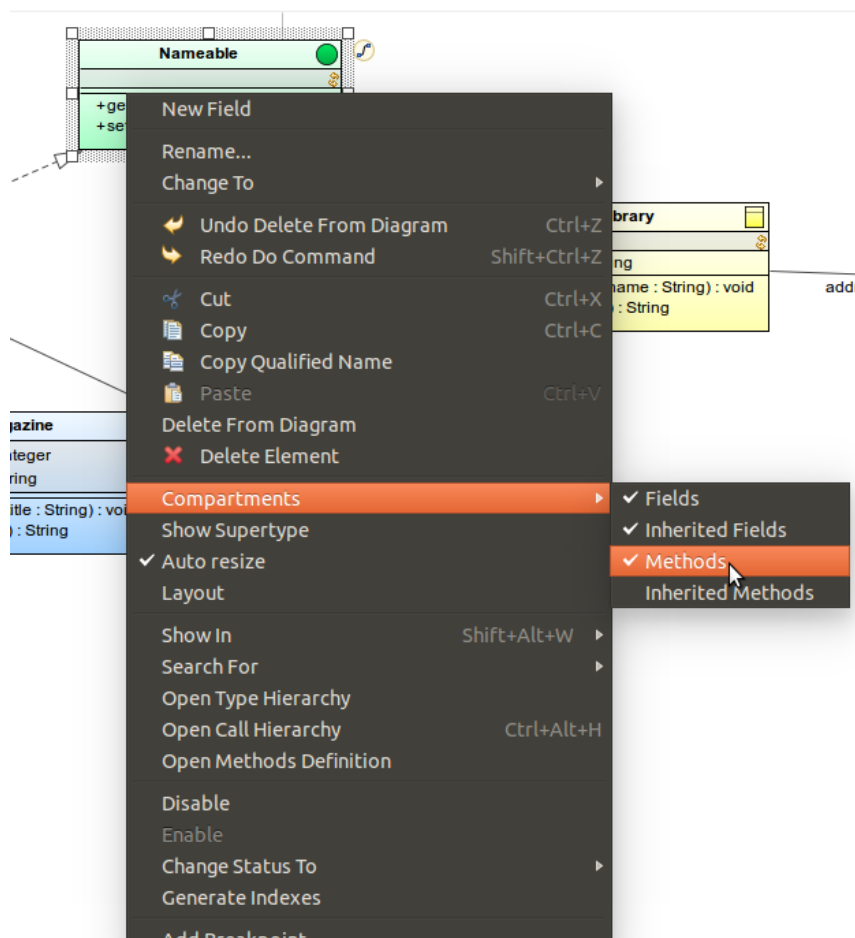 Nameable
New Field
Rename...
Change To
Undo Delete From Diagram Ctrl+Z
Redo Do Command Shift+Ctrl+Z
Cut Ctrl+X
Copy Ctrl+C
Copy Qualified Name
Paste Ctrl+V
Delete From Diagram
Delete Element
Compartments
Show Supertype
Auto resize
Layout
Show In Shift+Alt+W
Search For
Open Type Hierarchy
Open Call Hierarchy Ctrl+Alt+H
Open Methods Definition
Disable
Enable
Change Status To
Generate Indexes
Add Breakpoint
Fields
Inherited Fields
Methods
Inherited Methods
+ge
+se
brary
ng
name : String) : void
) : String
add
gazine
nteger
ring
itle : String) : voi
) : String